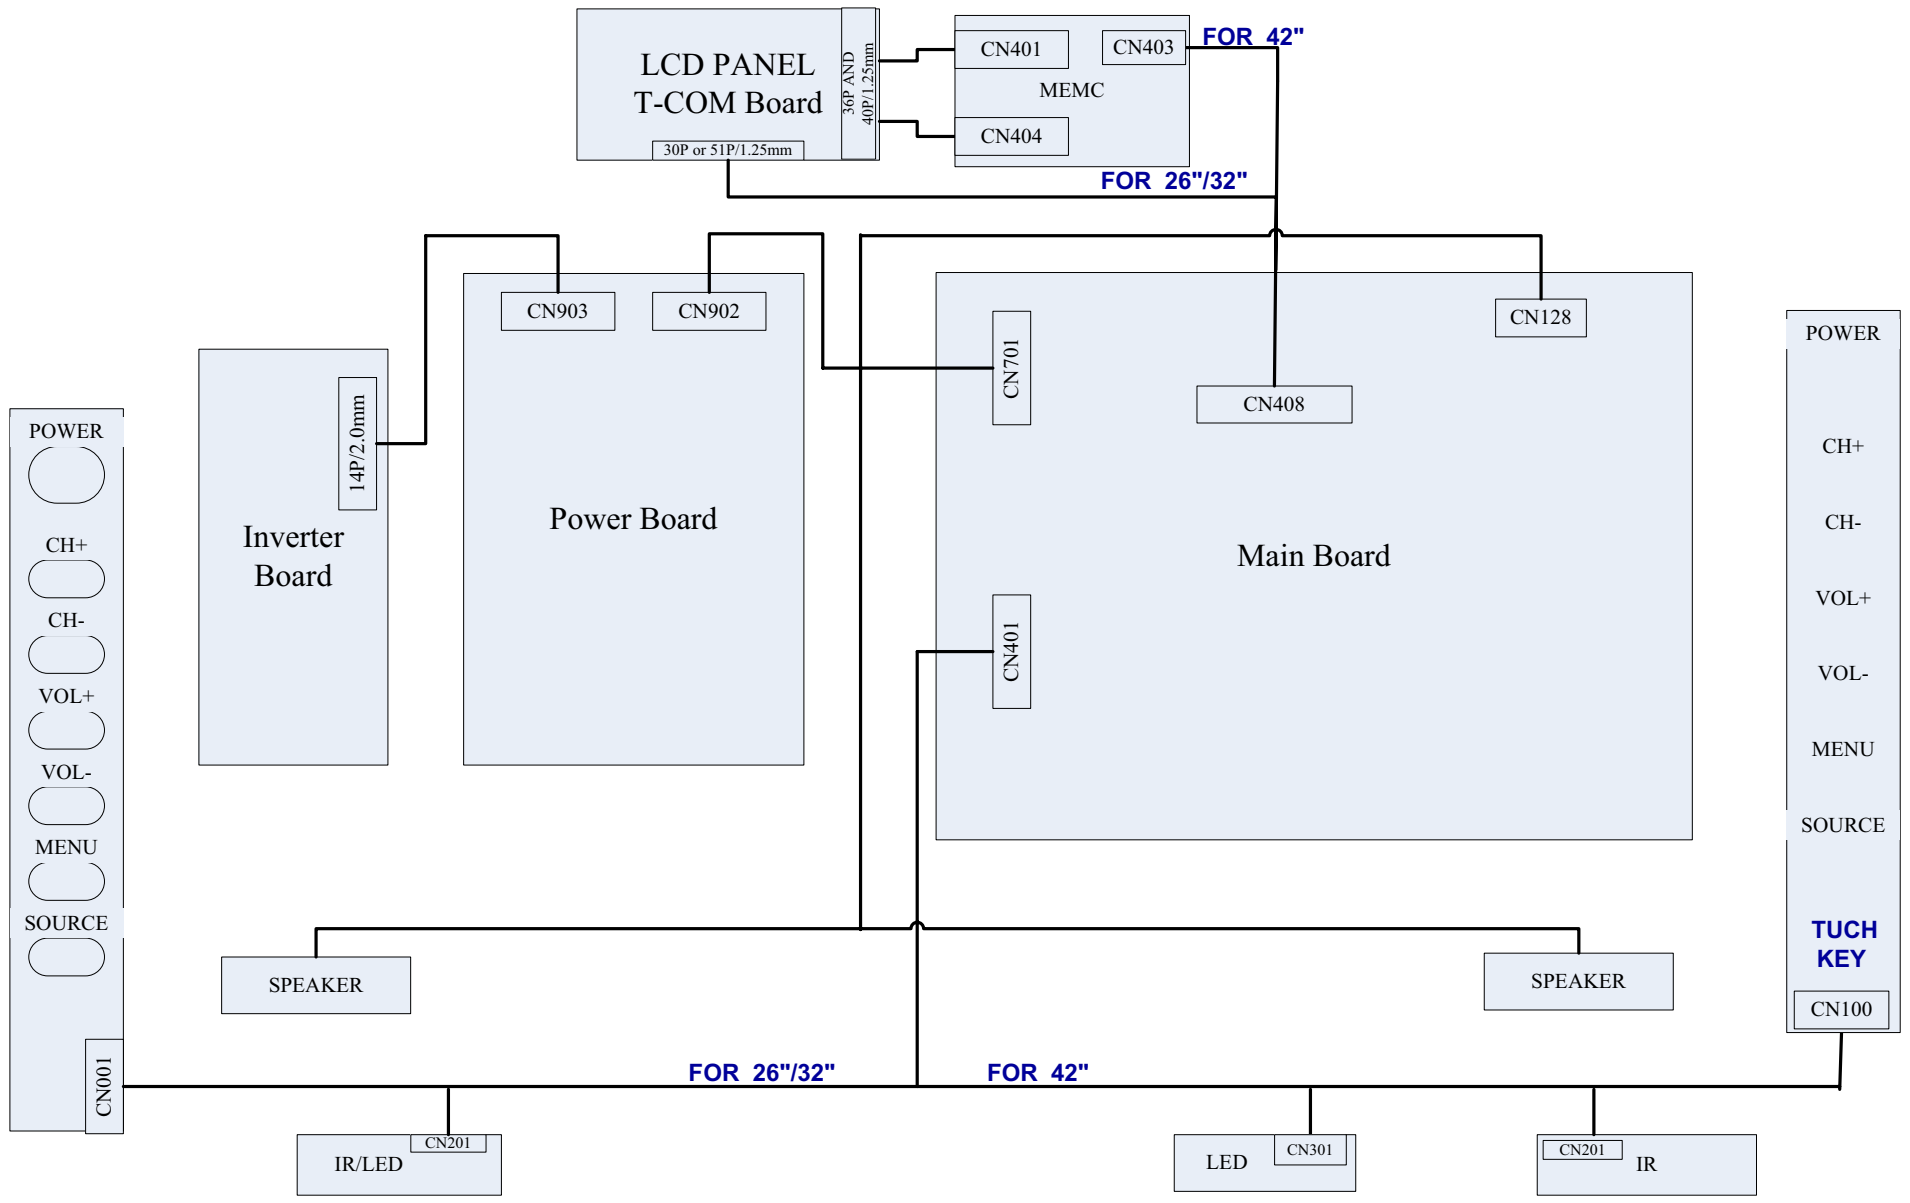 LCD PANEL
T-COM Board
36P AND
40P/1.25mm
30P or 51P/1.25mm
CN401
CN403
MEMC
CN404
FOR 42"
FOR 26"/32"
CN903
CN902
Power Board
14P/2.0mm
Inverter
Board
CN701
CN128
CN408
Main Board
CN401
POWER
CH+
CH-
VOL+
VOL-
MENU
SOURCE
CN001
POWER
CH+
CH-
VOL+
VOL-
MENU
SOURCE
TUCH
KEY
CN100
SPEAKER
SPEAKER
FOR 26"/32"
FOR 42"
CN201
IR/LED
LED
CN301
CN201
IR